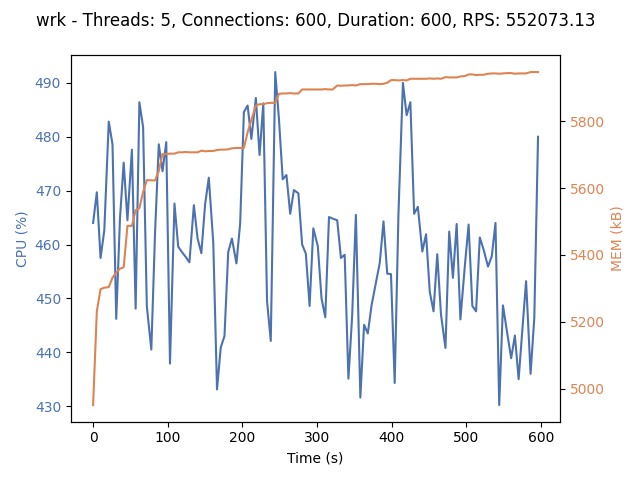 wrk - Threads: 5, Connections: 600, Duration: 600, RPS: 552073.13
CPU (%)
490
480
470
460
450
440
430
0 100 200 300 400 500 600
Time (s)
5800
5600
5400
5200
5000
MEM (kB)